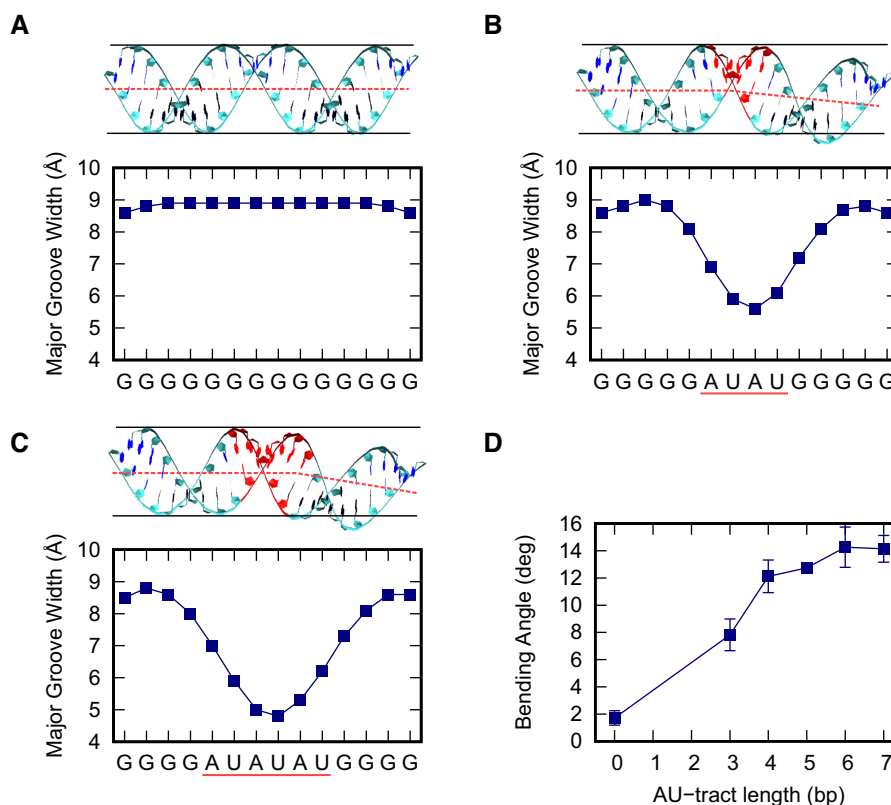 A
Major Groove Width (Å)
10
9
8
7
6
5
4
G G G G G G G G G G G G G G
B
Major Groove Width (Å)
10
9
8
7
6
5
4
G G G G G A U A U G G G G G
C
Major Groove Width (Å)
10
9
8
7
6
5
4
G G G G A U A U A U G G G G
D
Bending Angle (deg)
16
14
12
10
8
6
4
2
0
0 1 2 3 4 5 6 7
AU−tract length (bp)